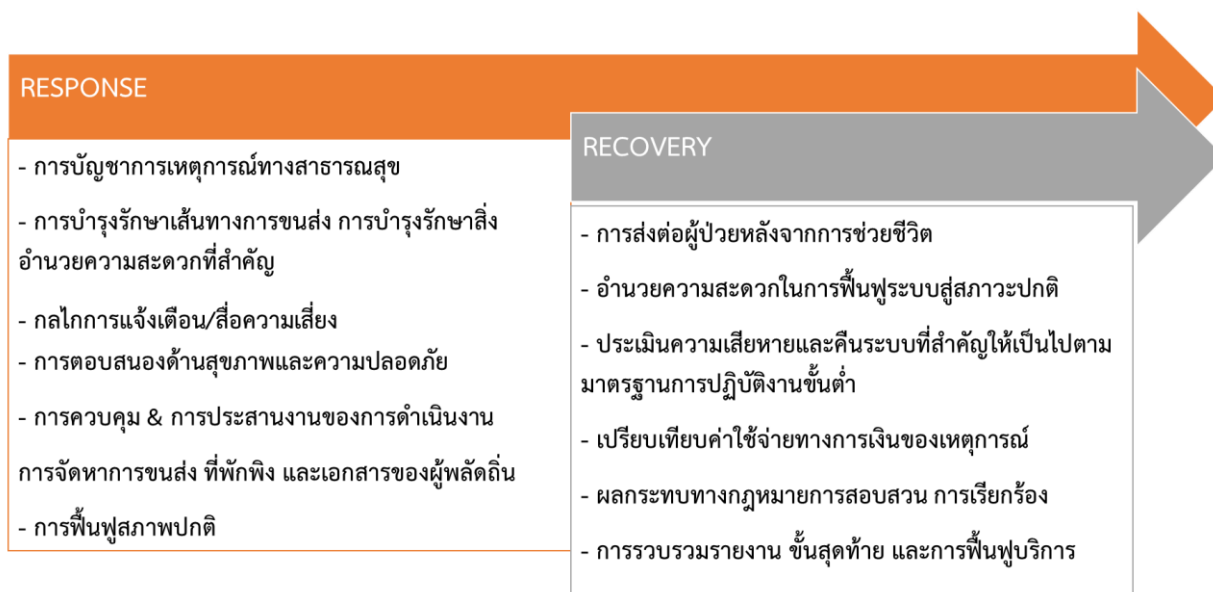 RESPONSE
- การบัญชาการเหตุการณ์ทางสาธารณสุข
- การบำรุงรักษาเส้นทางการขนส่ง การบำรุงรักษาสิ่ง
อำนวยความสะดวกที่สำคัญ
- กลไกการแจ้งเตือน/สื่อความเสี่ยง
- การตอบสนองด้านสุขภาพและความปลอดภัย
- การควบคุม & การประสานงานของการดำเนินงาน
การจัดหาการขนส่ง ที่พักพิง และเอกสารของผู้พลัดถิ่น
- การฟื้นฟูสภาพปกติ
RECOVERY
- การส่งต่อผู้ป่วยหลังจากการช่วยชีวิต
- อำนวยความสะดวกในการฟื้นฟูระบบสู่สภาวะปกติ
- ประเมินความเสียหายและคืนระบบที่สำคัญให้เป็นไปตาม
มาตรฐานการปฏิบัติงานขั้นต่ำ
- เปรียบเทียบค่าใช้จ่ายทางการเงินของเหตุการณ์
- ผลกระทบทางกฎหมายการสอบสวน การเรียกร้อง
- การรวบรวมรายงาน ขั้นสุดท้าย และการฟื้นฟูบริการ